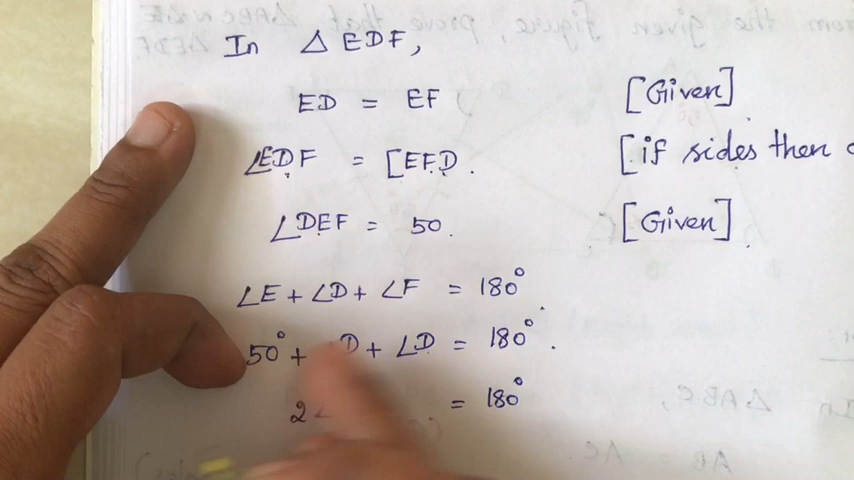 In △EDF,
ED = EF [Given]
∠EDF = [EFD. [if sides then
∠DEF = 50. [Given]
∠E + ∠D + ∠F = 180°
50° + D + ∠D = 180°.
2∠ = 180°